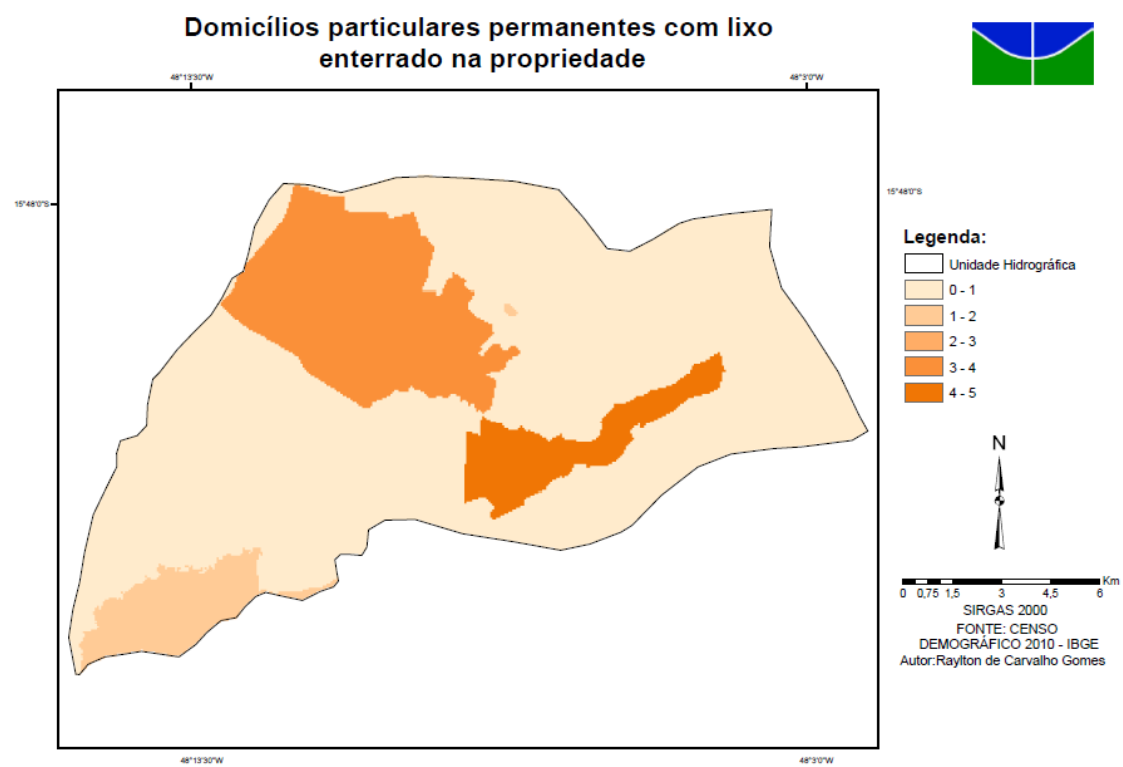 Domicílios particulares permanentes com lixo
enterrado na propriedade
48°13'30"W
48°3'0"W
15°48'0"S
15°48'0"S
Legenda:
Unidade Hidrográfica
0 - 1
1 - 2
2 - 3
3 - 4
4 - 5
N
Km
0 0,75 1,5 3 4,5 6
SIRGAS 2000
FONTE: CENSO
DEMOGRÁFICO 2010 - IBGE
Autor:Raylton de Carvalho Gomes
48°13'30"W
48°3'0"W